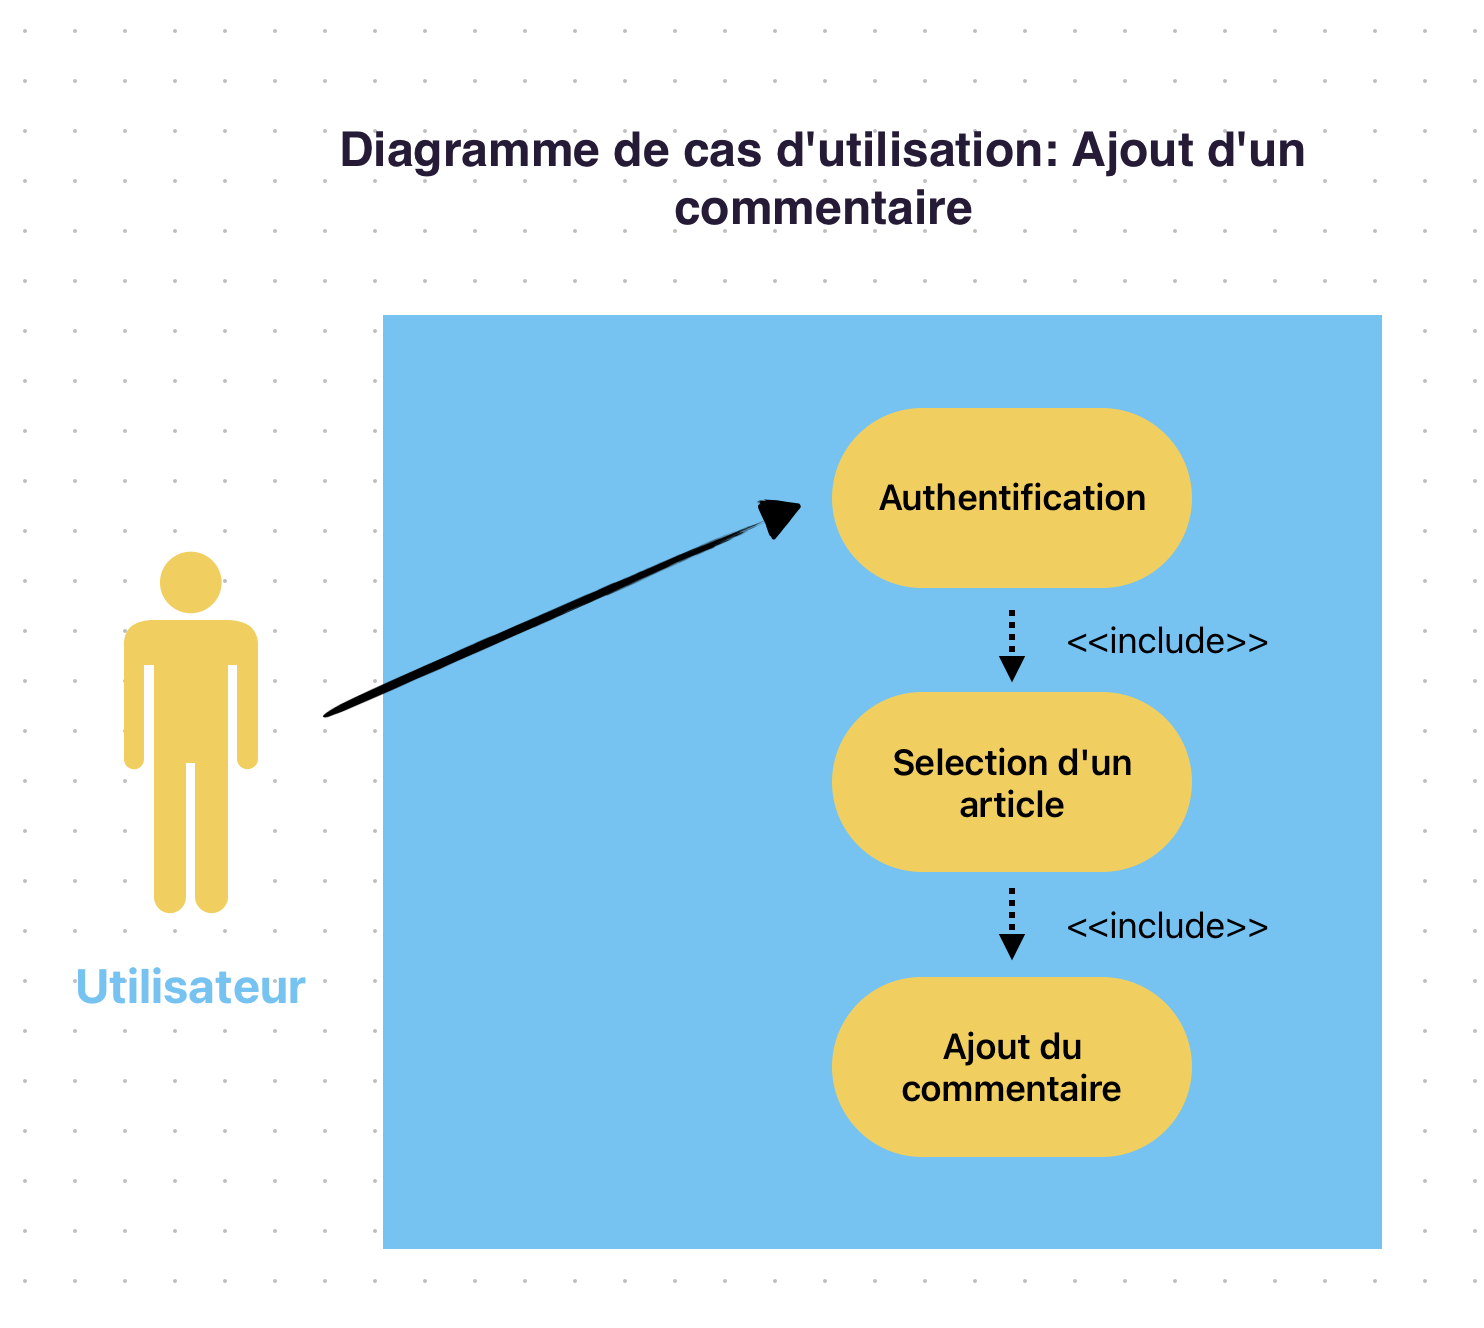 Diagramme de cas d'utilisation: Ajout d'un
commentaire
Authentification
<<include>>
Selection d'un
article
<<include>>
Utilisateur
Ajout du
commentaire